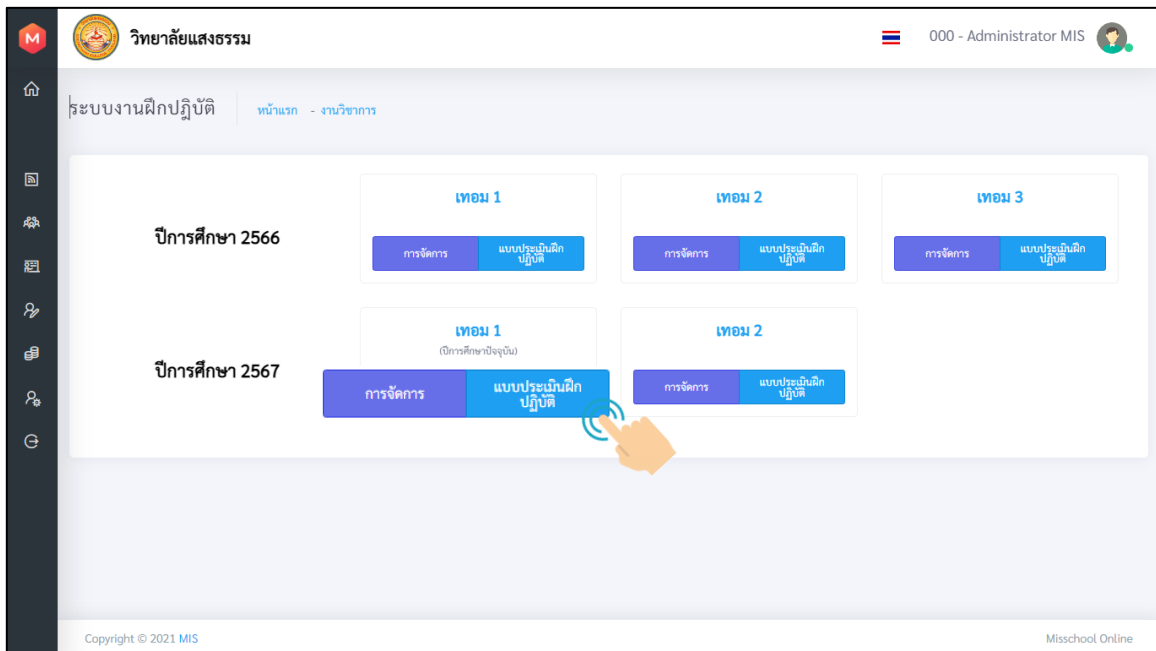 M
วิทยาลัยแสงธรรม
000 - Administrator MIS
ระบบงานฝึกปฎิบัติ
หน้าแรก - งานวิชาการ
ปีการศึกษา 2566
เทอม 1
การจัดการ
แบบประเมินฝึก
ปฏิบัติ
เทอม 2
การจัดการ
แบบประเมินฝึก
ปฏิบัติ
เทอม 3
การจัดการ
แบบประเมินฝึก
ปฏิบัติ
ปีการศึกษา 2567
เทอม 1
(ปีการศึกษาปัจจุบัน)
การจัดการ
แบบประเมินฝึก
ปฏิบัติ
เทอม 2
การจัดการ
แบบประเมินฝึก
ปฏิบัติ
Copyright © 2021 MIS
Misschool Online